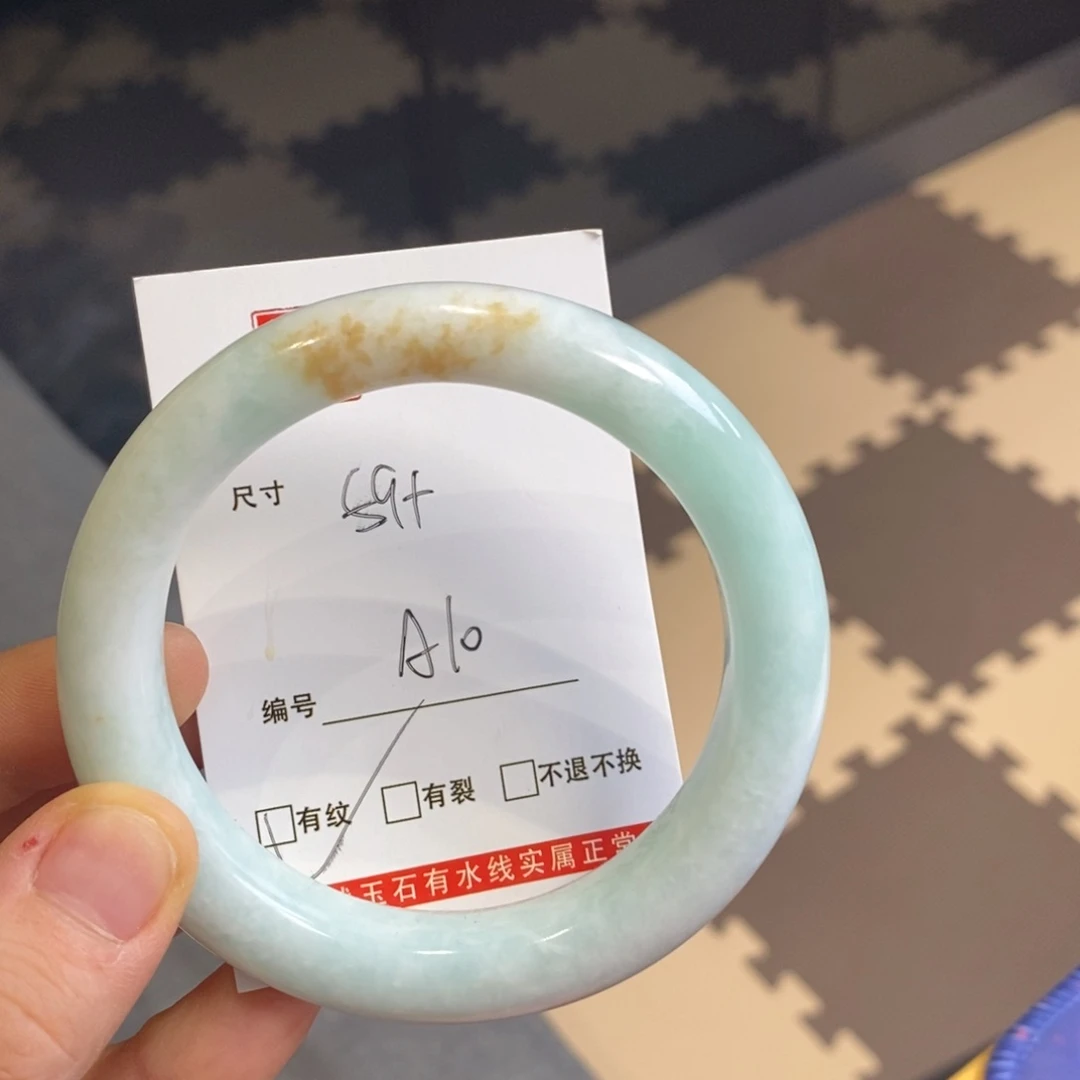 尺寸 59+
A10
编号
有纹 有裂 不退不换
玉石有水线实属正常